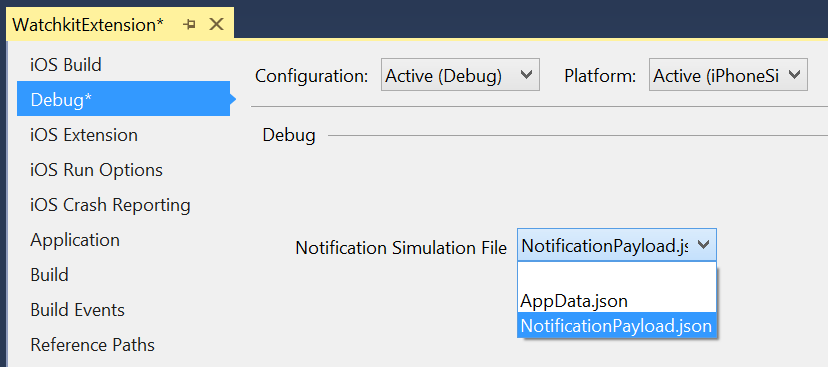 WatchkitExtension*
iOS Build
Debug*
iOS Extension
iOS Run Options
iOS Crash Reporting
Application
Build
Build Events
Reference Paths
Configuration: Active (Debug) Platform: Active (iPhoneSi
Debug
Notification Simulation File NotificationPayload.js
AppData.json
NotificationPayload.json